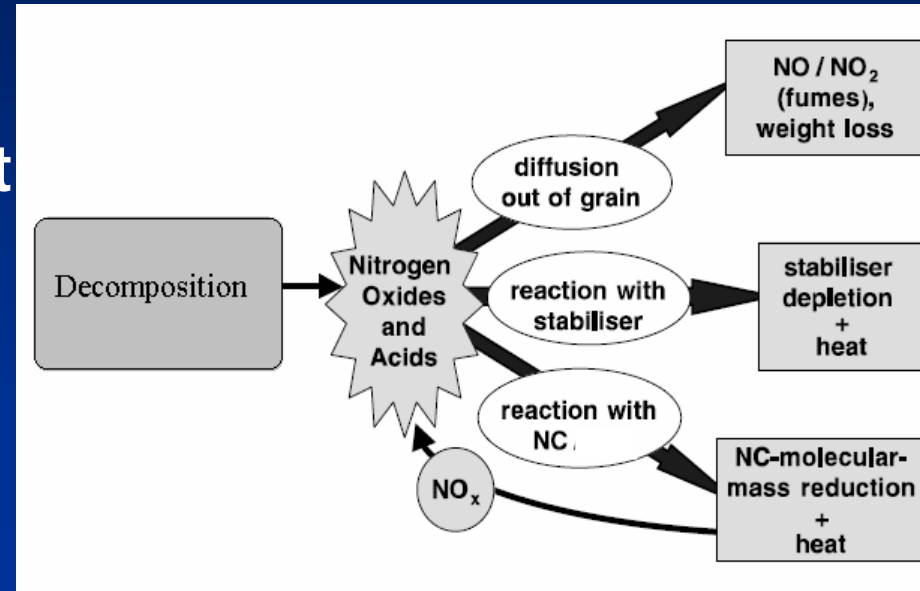 t
Decomposition
Nitrogen
Oxides
and
Acids
diffusion
out of grain
NO / NO₂
(fumes),
weight loss
reaction with
stabiliser
stabiliser
depletion
+
heat
reaction with
NC
NC-molecular-
mass reduction
+
heat
NOₓ